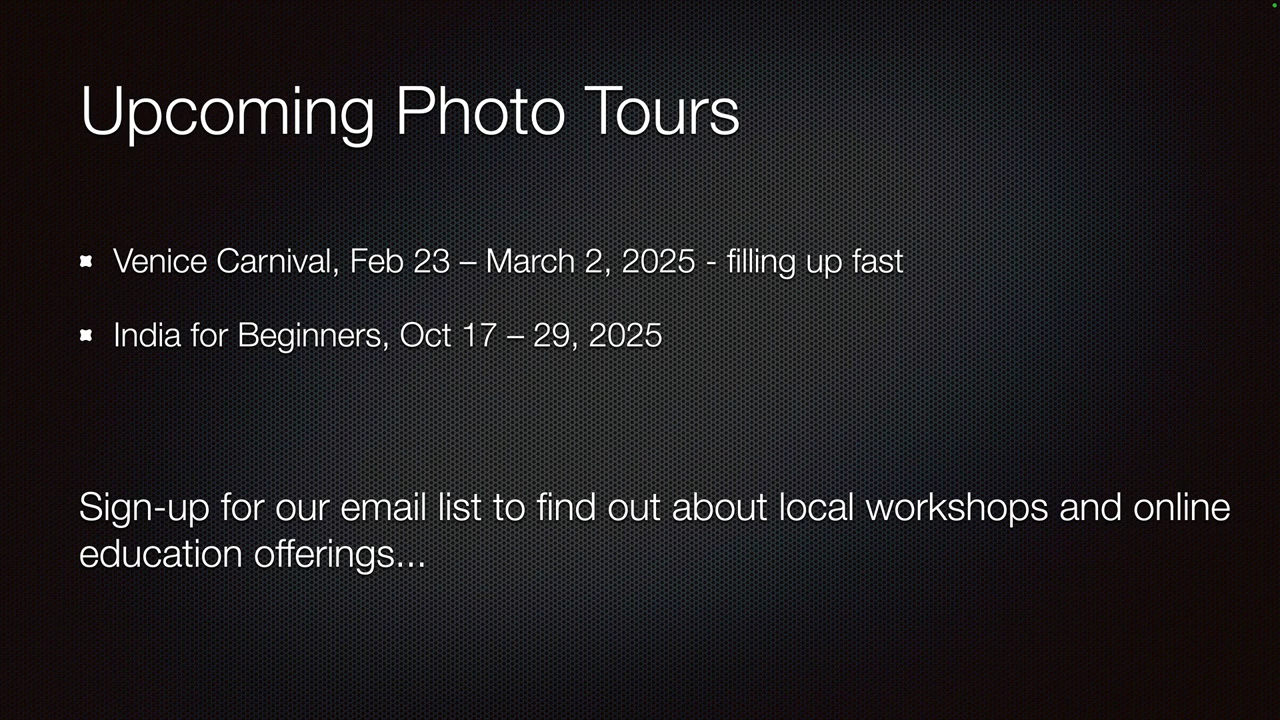 Upcoming Photo Tours
Venice Carnival, Feb 23 – March 2, 2025 - filling up fast
India for Beginners, Oct 17 – 29, 2025
Sign-up for our email list to find out about local workshops and online
education offerings...